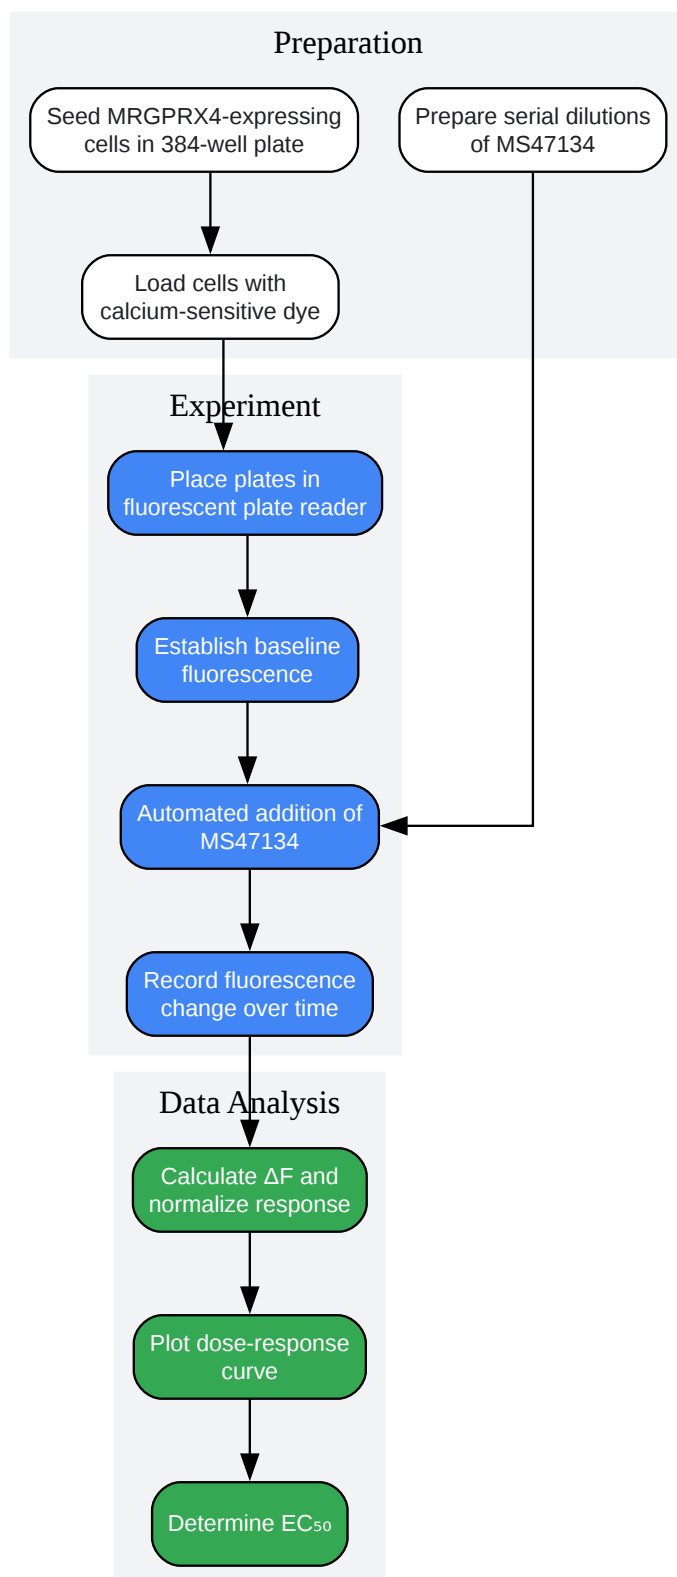 Preparation
Seed MRGPRX4-expressing
cells in 384-well plate
Prepare serial dilutions
of MS47134
Load cells with
calcium-sensitive dye
Experiment
Place plates in
fluorescent plate reader
Establish baseline
fluorescence
Automated addition of
MS47134
Record fluorescence
change over time
Data Analysis
Calculate ΔF and
normalize response
Plot dose-response
curve
Determine EC₅₀